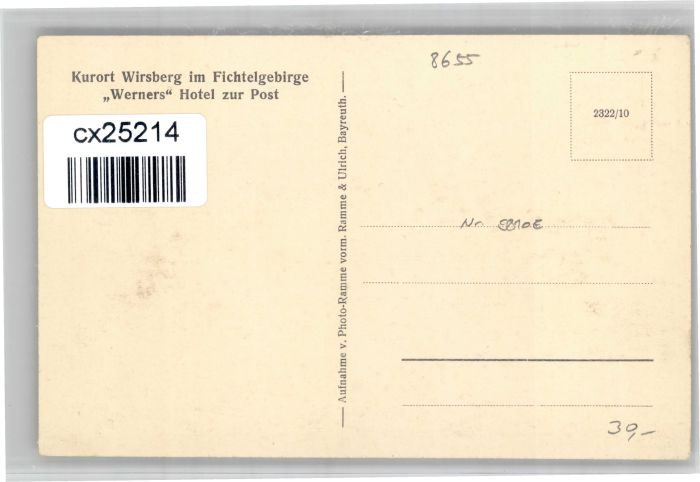 Kurort Wirsberg im Fichtelgebirge
„Werners“ Hotel zur Post
cx25214
8655
2322/10
Aufnahme v. Photo-Ramme vorm. Ramme & Ulrich, Bayreuth.
Nr.
39,-